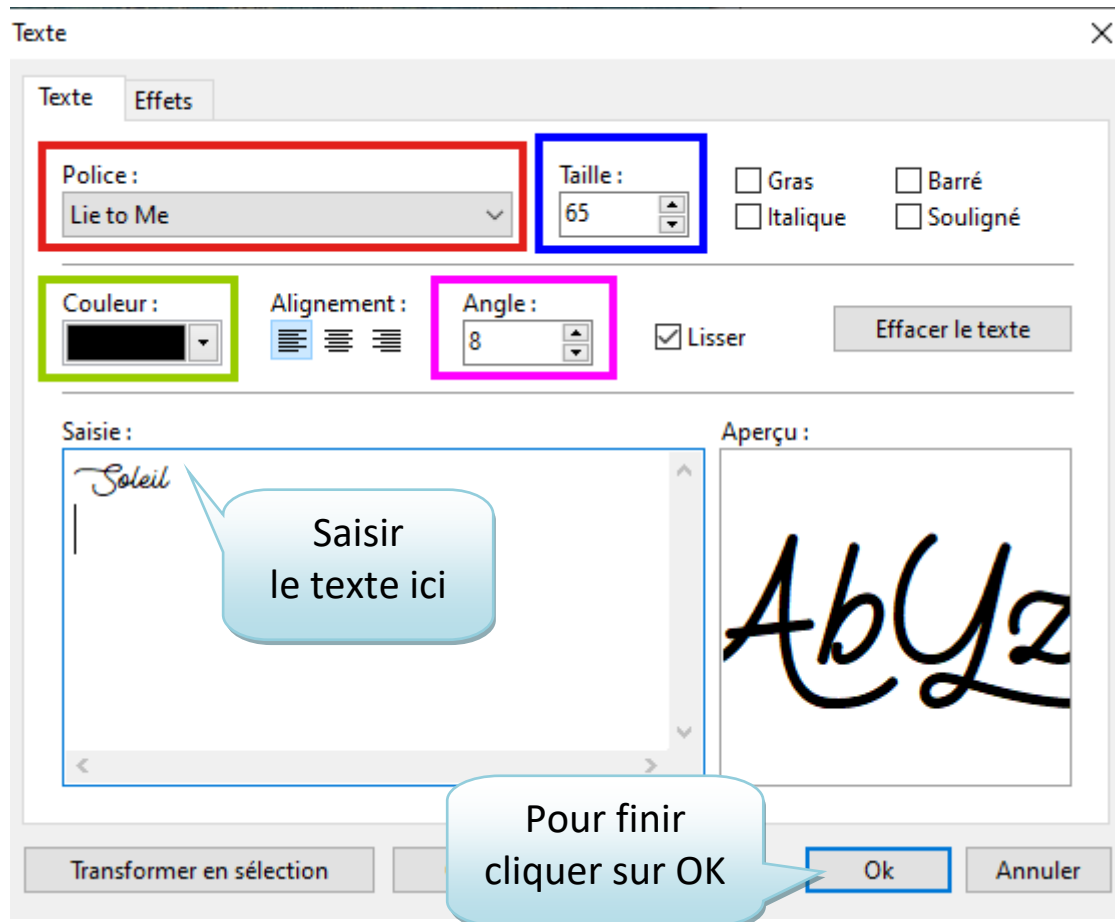 Texte
Texte Effets
Police :
Lie to Me
Taille :
65
Gras Barré
Italique Souligné
Couleur :
Alignement :
Angle :
8
Lisser
Effacer le texte
Saisie :
Soleil
Saisir
le texte ici
Aperçu :
AbYz
Pour finir
cliquer sur OK
Transformer en sélection
Ok
Annuler